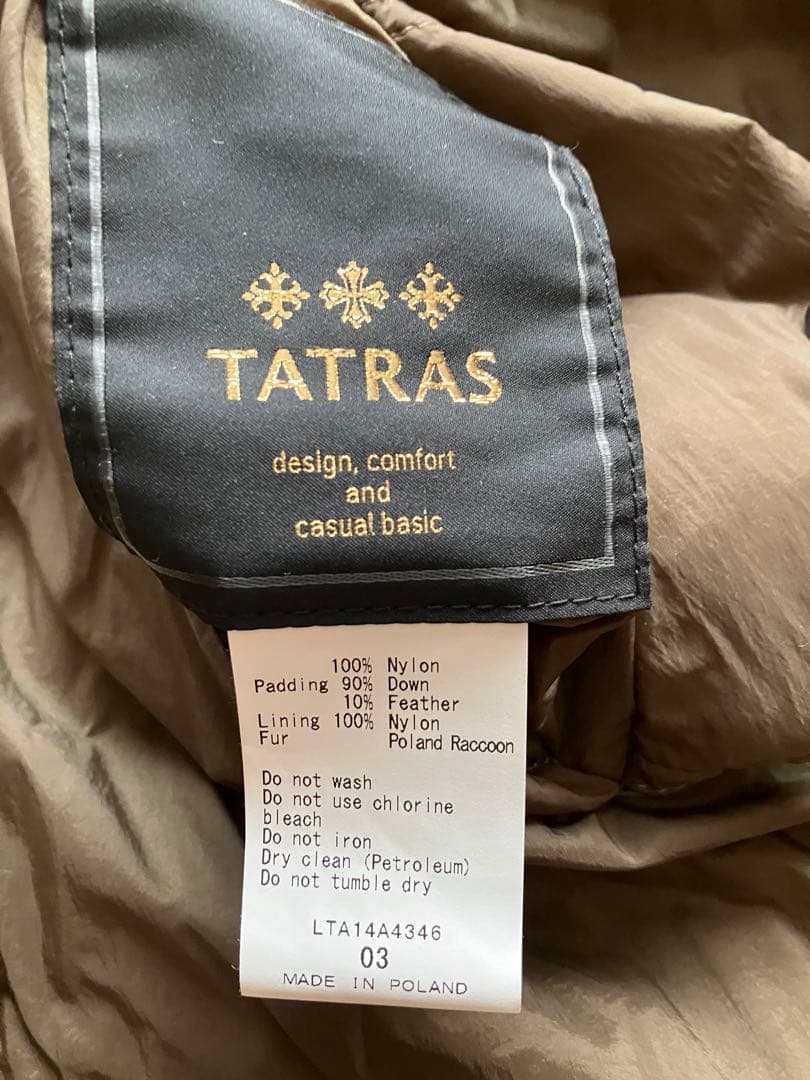 TATRAS
design, comfort
and
casual basic
100% Nylon
Padding 90% Down
10% Feather
Lining 100% Nylon
Fur Poland Raccoon
Do not wash
Do not use chlorine
bleach
Do not iron
Dry clean (Petroleum)
Do not tumble dry
LTA14A4346
03
MADE IN POLAND